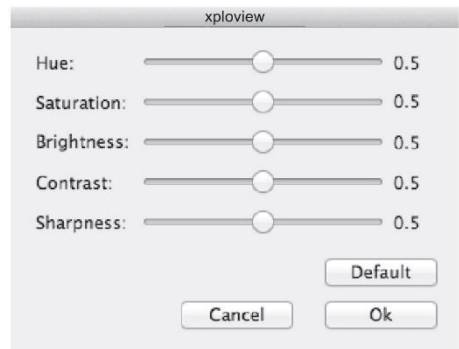 xploview
Hue: 0.5
Saturation: 0.5
Brightness: 0.5
Contrast: 0.5
Sharpness: 0.5
Default
Cancel Ok